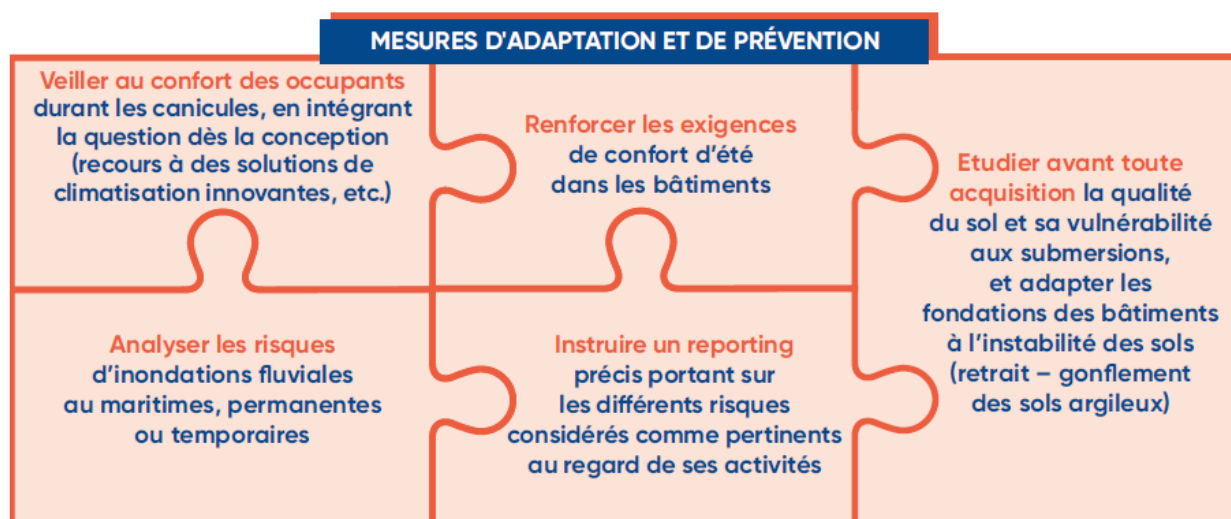 MESURES D'ADAPTATION ET DE PRÉVENTION
Veiller au confort des occupants
durant les canicules, en intégrant
la question dès la conception
(recours à des solutions de
climatisation innovantes, etc.)
Renforcer les exigences
de confort d'été
dans les bâtiments
Etudier avant toute
acquisition la qualité
du sol et sa vulnérabilité
aux submersions,
et adapter les
fondations des bâtiments
à l'instabilité des sols
(retrait – gonflement
des sols argileux)
Analyser les risques
d'inondations fluviales
au maritimes, permanentes
ou temporaires
Instruire un reporting
précis portant sur
les différents risques
considérés comme pertinents
au regard de ses activités